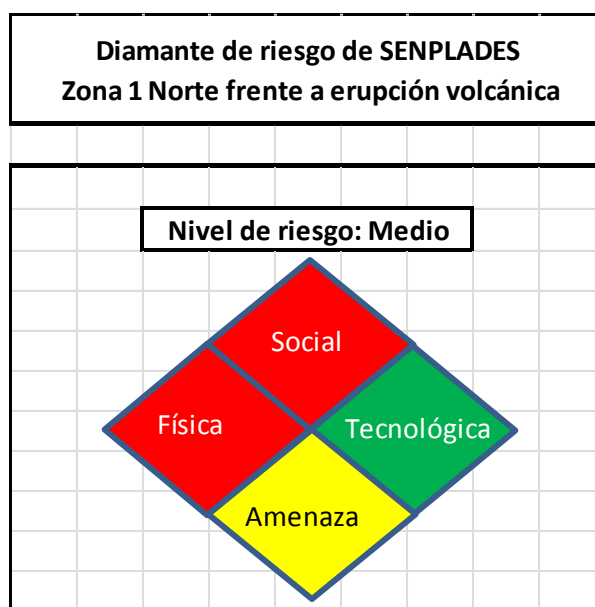 Diamante de riesgo de SENPLADES
Zona 1 Norte frente a erupción volcánica
Nivel de riesgo: Medio
Social
Física
Tecnológica
Amenaza